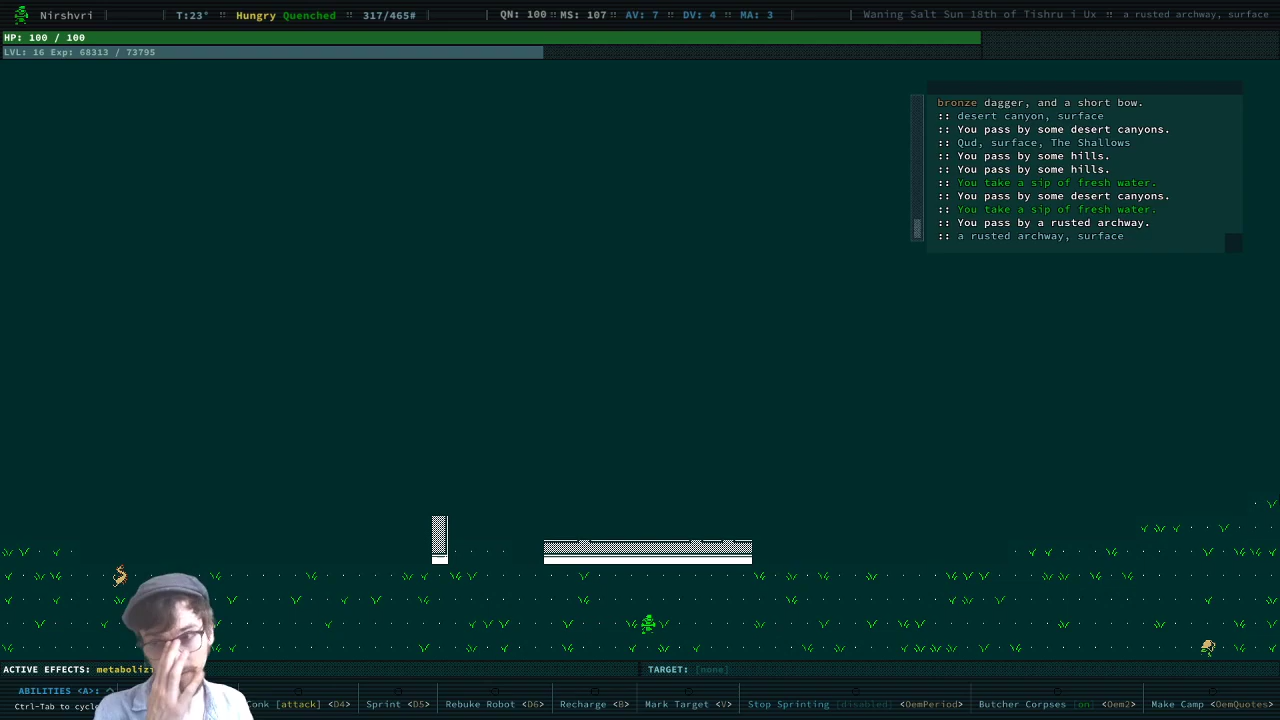 Nirshvri T:23° :: Hungry Quenched :: 317/465# QN: 100 :: MS: 107 :: AV: 7 :: DV: 4 :: MA: 3 Waning Salt Sun 18th of Tishru i Ux :: a rusted archway, surface
HP: 100 / 100
LVL: 16 Exp: 68313 / 73795
bronze dagger, and a short bow.
:: desert canyon, surface
:: You pass by some desert canyons.
:: Qud, surface, The Shallows
:: You pass by some hills.
:: You pass by some hills.
:: You take a sip of fresh water.
:: You pass by some desert canyons.
:: You take a sip of fresh water.
:: You pass by a rusted archway.
:: a rusted archway, surface
ACTIVE EFFECTS: TARGET: [none]
ABILITIES <A>:
Ctrl-Tab to [attack] <D4> Sprint <D5> Rebuke Robot <D6> Recharge <B> Mark Target <V> Stop Sprinting [disabled] <OemPeriod> Butcher Corpses [on] <Oem2> Make Camp <OemQuotes>